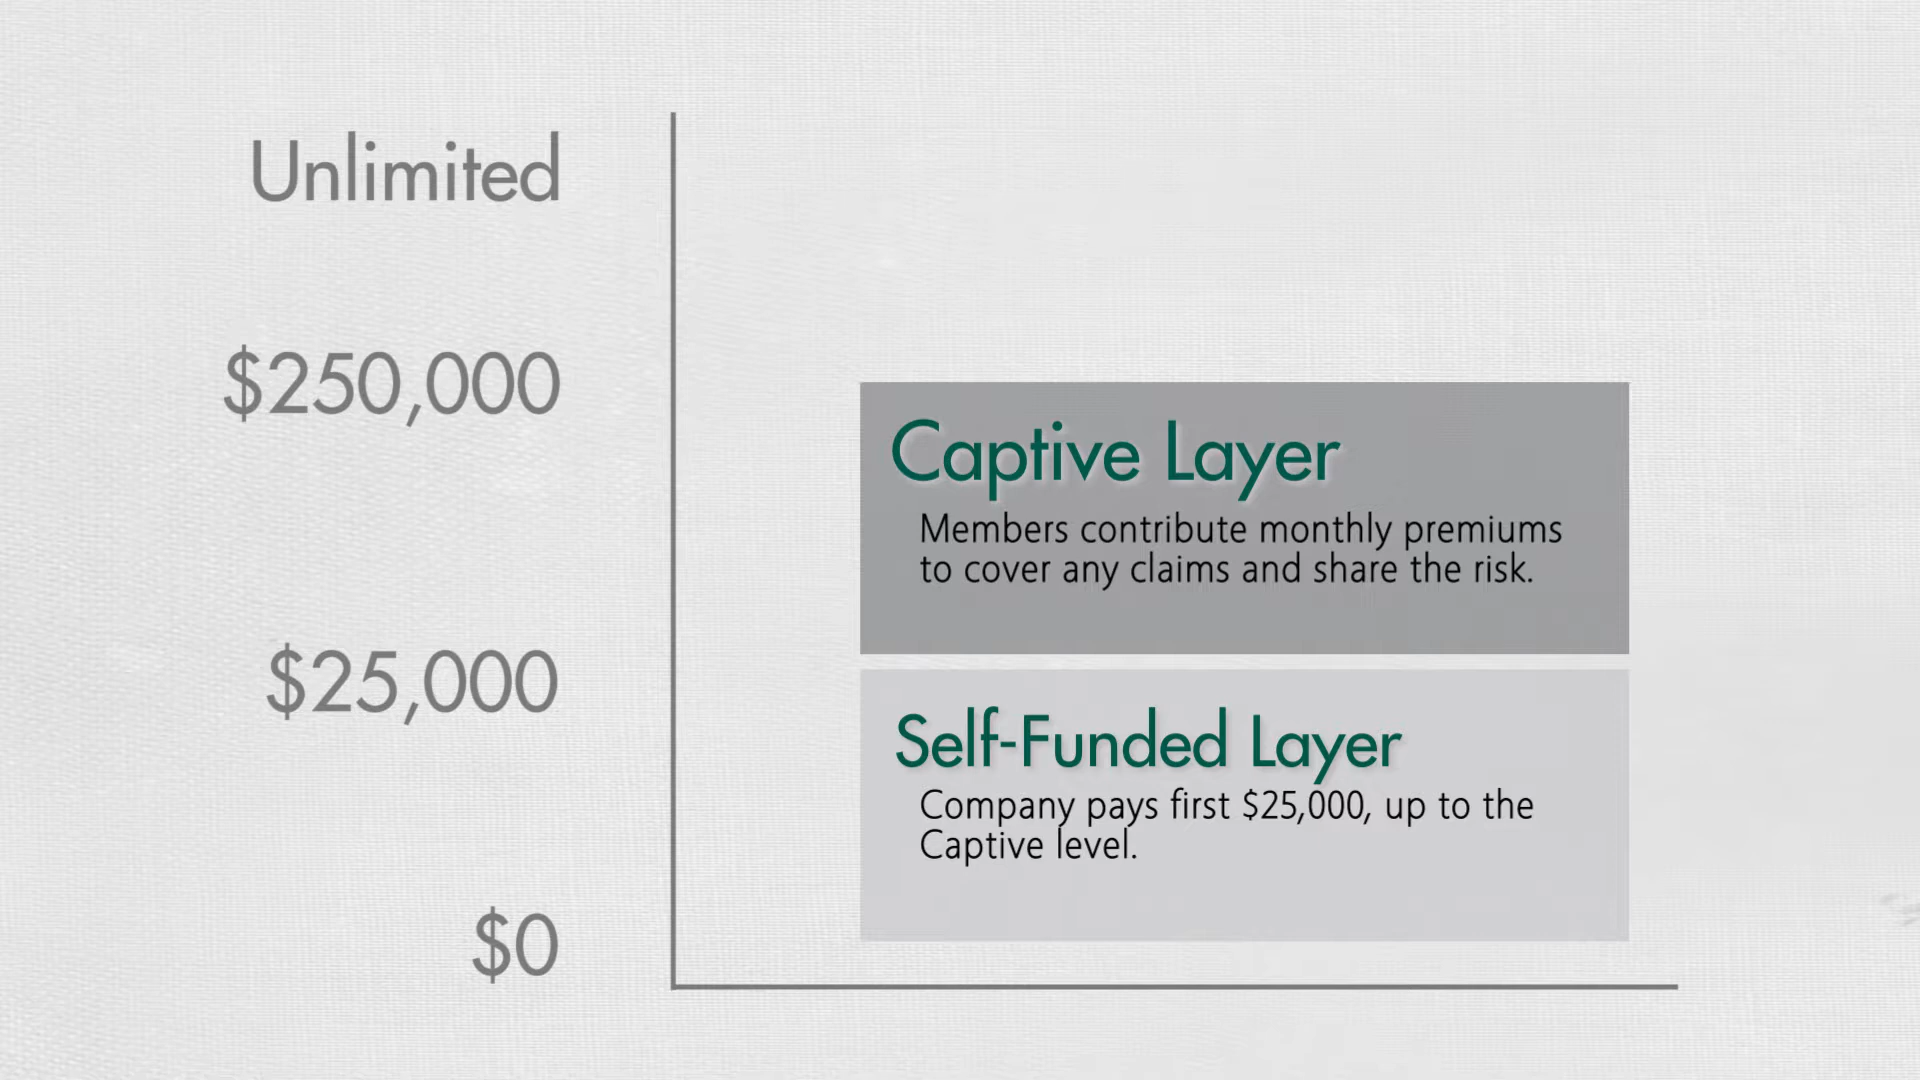 Unlimited
$250,000
Captive Layer
Members contribute monthly premiums
to cover any claims and share the risk.
$25,000
Self-Funded Layer
Company pays first $25,000, up to the
Captive level.
$0